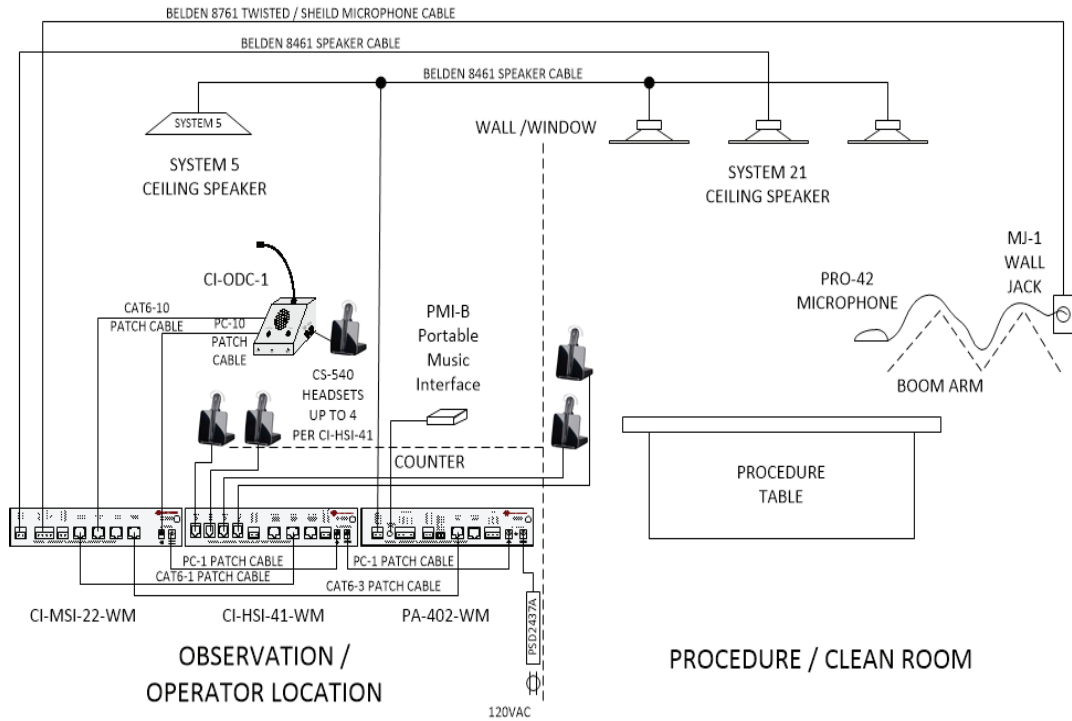 BELDEN 8761 TWISTED / SHEILD MICROPHONE CABLE
BELDEN 8461 SPEAKER CABLE
BELDEN 8461 SPEAKER CABLE
SYSTEM 5
SYSTEM 5
CEILING SPEAKER
WALL /WINDOW
SYSTEM 21
CEILING SPEAKER
MJ-1
WALL
JACK
PRO-42
MICROPHONE
BOOM ARM
CI-ODC-1
CAT6-10
PATCH CABLE
PC-10
PATCH
CABLE
CS-540
HEADSETS
UP TO 4
PER CI-HSI-41
PMI-B
Portable
Music
Interface
COUNTER
PROCEDURE
TABLE
PC-1 PATCH CABLE
PC-1 PATCH CABLE
CAT6-1 PATCH CABLE
CAT6-3 PATCH CABLE
CI-MSI-22-WM
CI-HSI-41-WM
PA-402-WM
PSD2437A
120VAC
OBSERVATION /
OPERATOR LOCATION
PROCEDURE / CLEAN ROOM